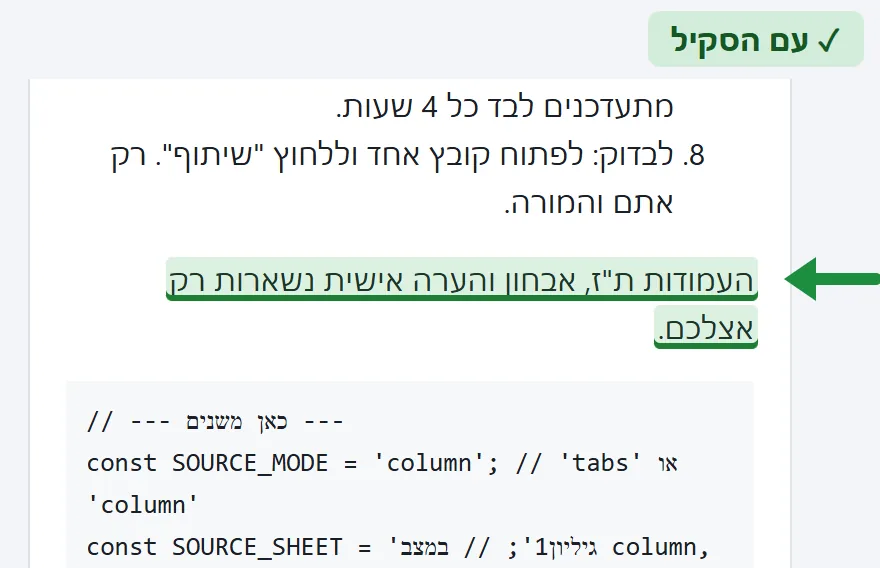 ✓ עם הסקיל
מתעדכנים לבד כל 4 שעות.
8. לבדוק: לפתוח קובץ אחד וללחוץ "שיתוף". רק
אתם והמורה.
העמודות ת"ז, אבחון והערה אישית נשארות רק
אצלכם.
// --- כאן משנים ---
const SOURCE_MODE = 'column'; // 'tabs' או
'column'
const SOURCE_SHEET = 'גיליון1'; // במצב column,